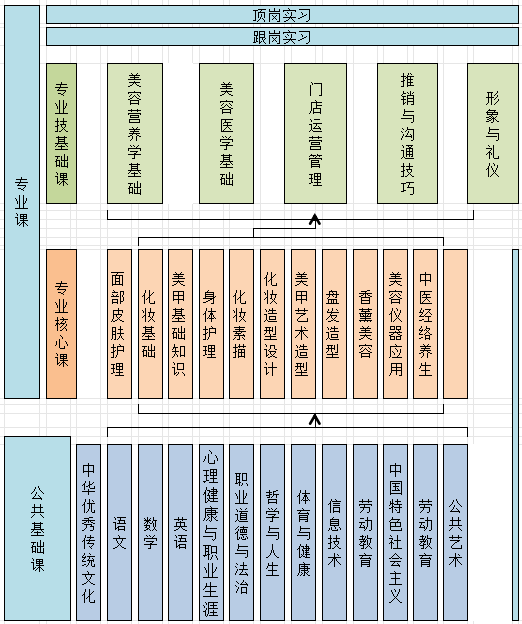 顶岗实习
跟岗实习
专业课
专业技基础课
美容营养学基础
美容医学基础
门店运营管理
推销与沟通技巧
形象与礼仪
专业核心课
面部皮肤护理
化妆基础
美甲基础知识
身体护理
化妆素描
化妆造型设计
美甲艺术造型
盘发造型
香薰美容
美容仪器应用
中医经络养生
公共基础课
中华优秀传统文化
语文
数学
英语
心理健康与职业生涯
职业道德与法治
哲学与人生
体育与健康
信息技术
劳动教育
中国特色社会主义
劳动教育
公共艺术